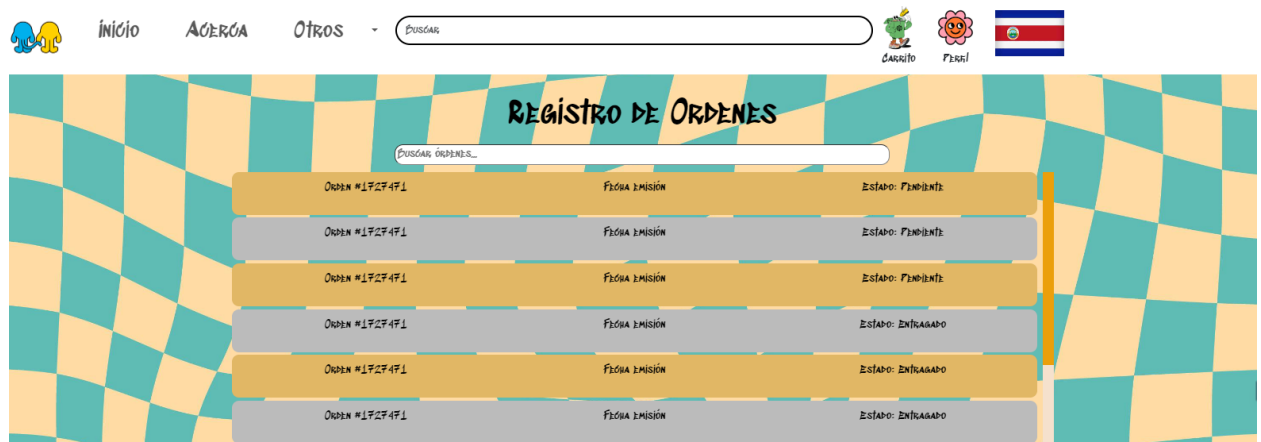 Inicio Acerca Otros Buscar
Carrito Perfil
Registro de Ordenes
Buscar órdenes...
Orden #1727471 Fecha emisión Estado: Pendiente
Orden #1727471 Fecha emisión Estado: Pendiente
Orden #1727471 Fecha emisión Estado: Pendiente
Orden #1727471 Fecha emisión Estado: Entragado
Orden #1727471 Fecha emisión Estado: Entragado
Orden #1727471 Fecha emisión Estado: Entragado